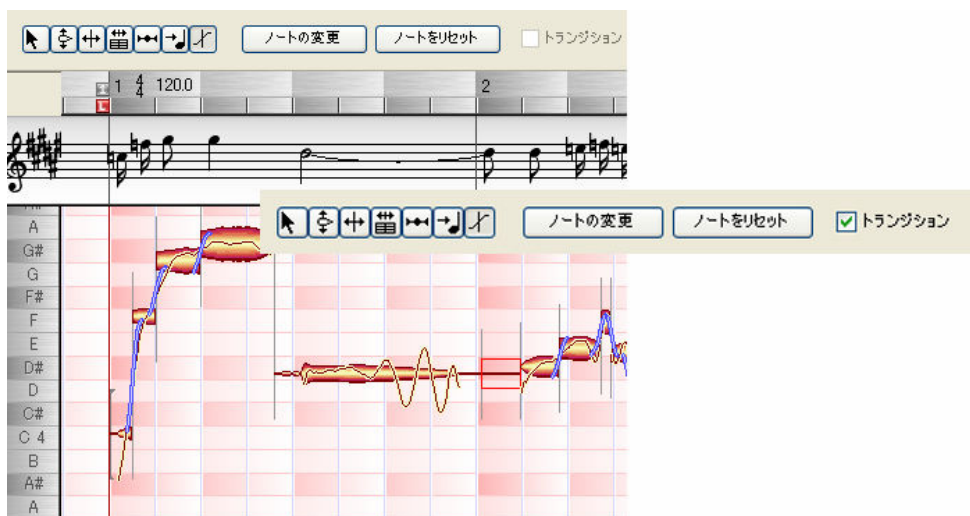 ノートの変更 ノートをリセット トランジション
1 4/4 120.0 2
A
G#
G
F#
F
E
D#
D
C#
C 4
B
A#
A
ノートの変更 ノートをリセット トランジション